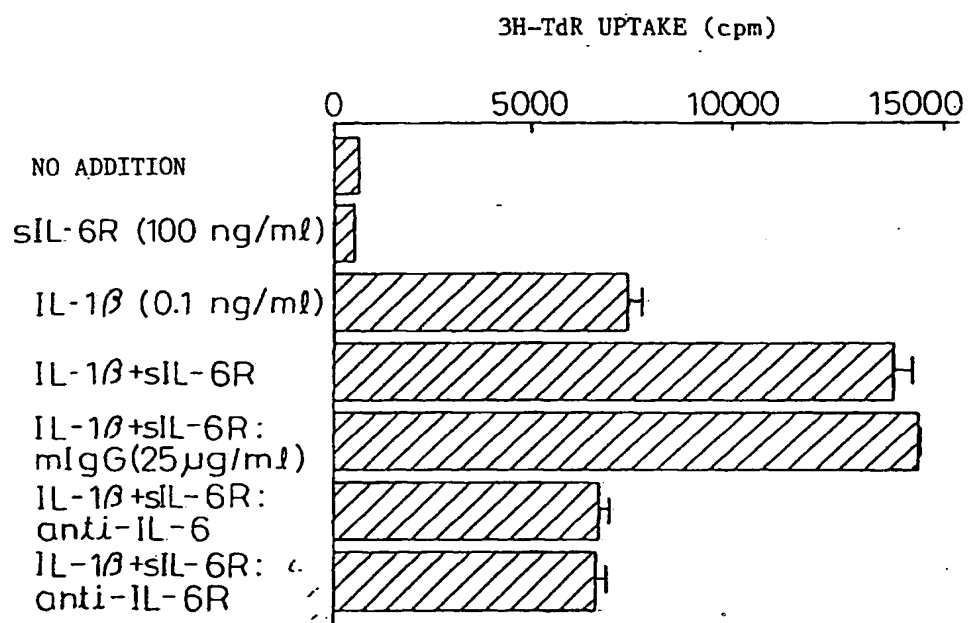 3H-TdR UPTAKE (cpm)
0 5000 10000 15000
NO ADDITION
sIL-6R (100 ng/mℓ)
IL-1β (0.1 ng/mℓ)
IL-1β+sIL-6R
IL-1β+sIL-6R:
mIgG(25μg/mℓ)
IL-1β+sIL-6R:
anti-IL-6
IL-1β+sIL-6R:
anti-IL-6R